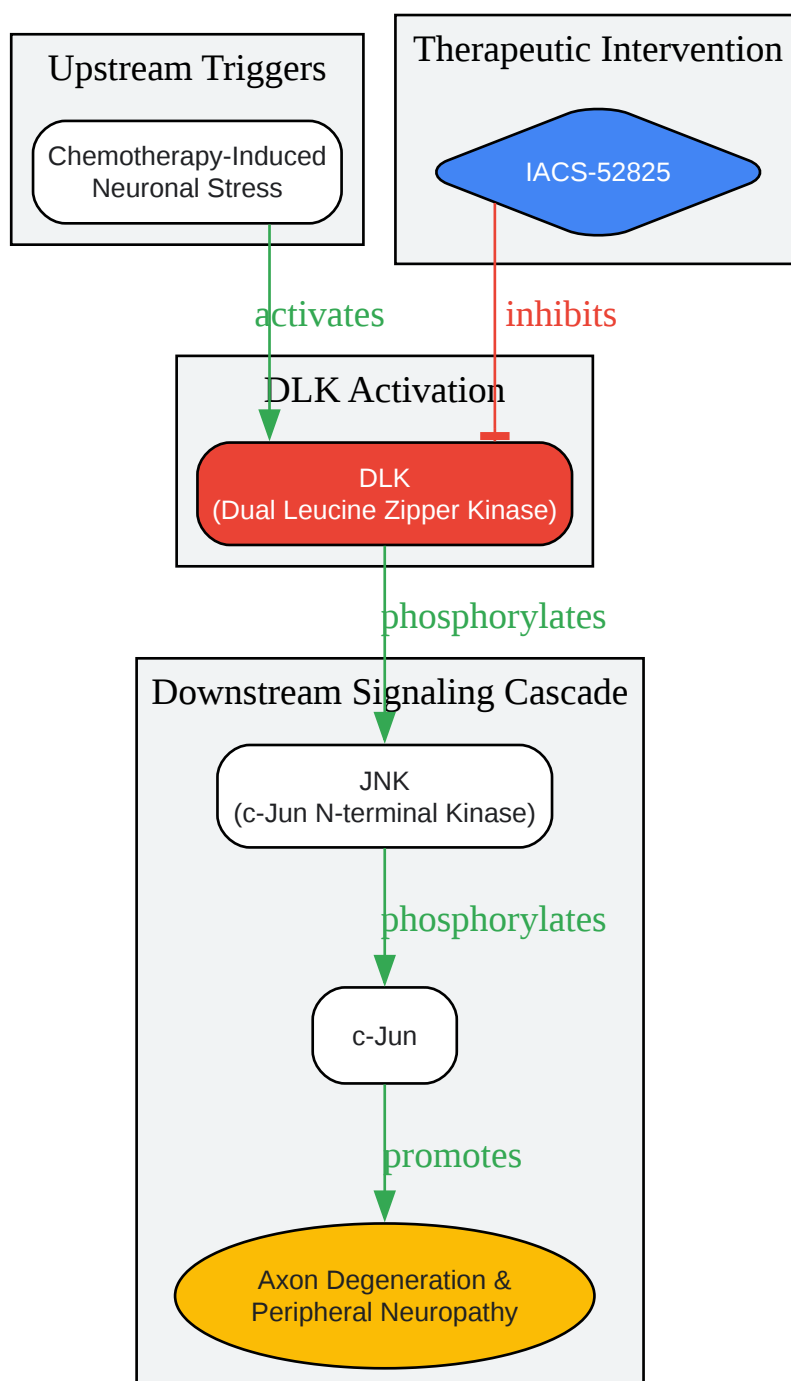 Upstream Triggers
Chemotherapy-Induced
Neuronal Stress
Therapeutic Intervention
IACS-52825
activates
inhibits
DLK Activation
DLK
(Dual Leucine Zipper Kinase)
phosphorylates
Downstream Signaling Cascade
JNK
(c-Jun N-terminal Kinase)
phosphorylates
c-Jun
promotes
Axon Degeneration &
Peripheral Neuropathy